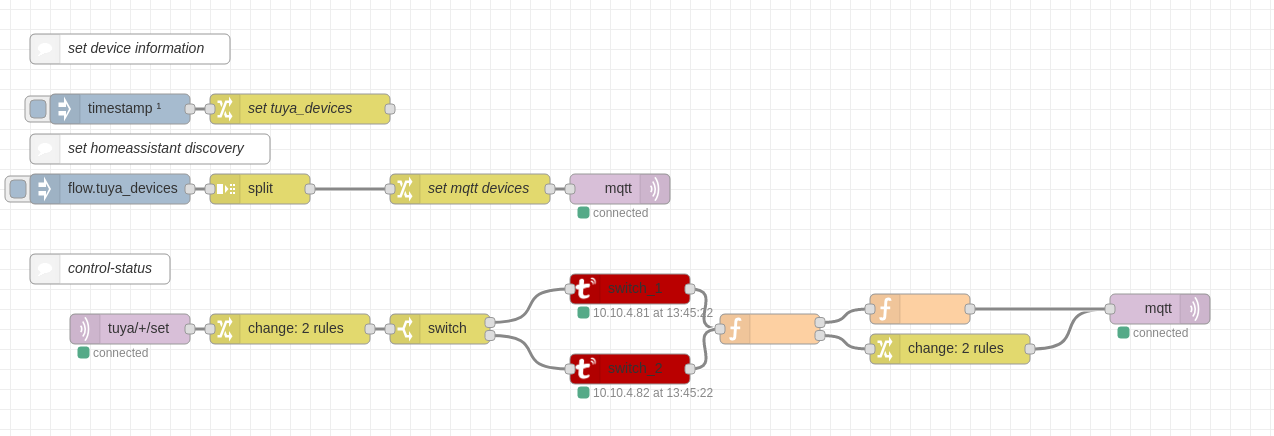 set device information
timestamp ¹
set tuya_devices
set homeassistant discovery
flow.tuya_devices
split
set mqtt devices
mqtt
connected
control-status
tuya/+/set
connected
change: 2 rules
switch
switch 1
10.10.4.81 at 13:45:22
switch 2
10.10.4.82 at 13:45:22
change: 2 rules
mqtt
connected